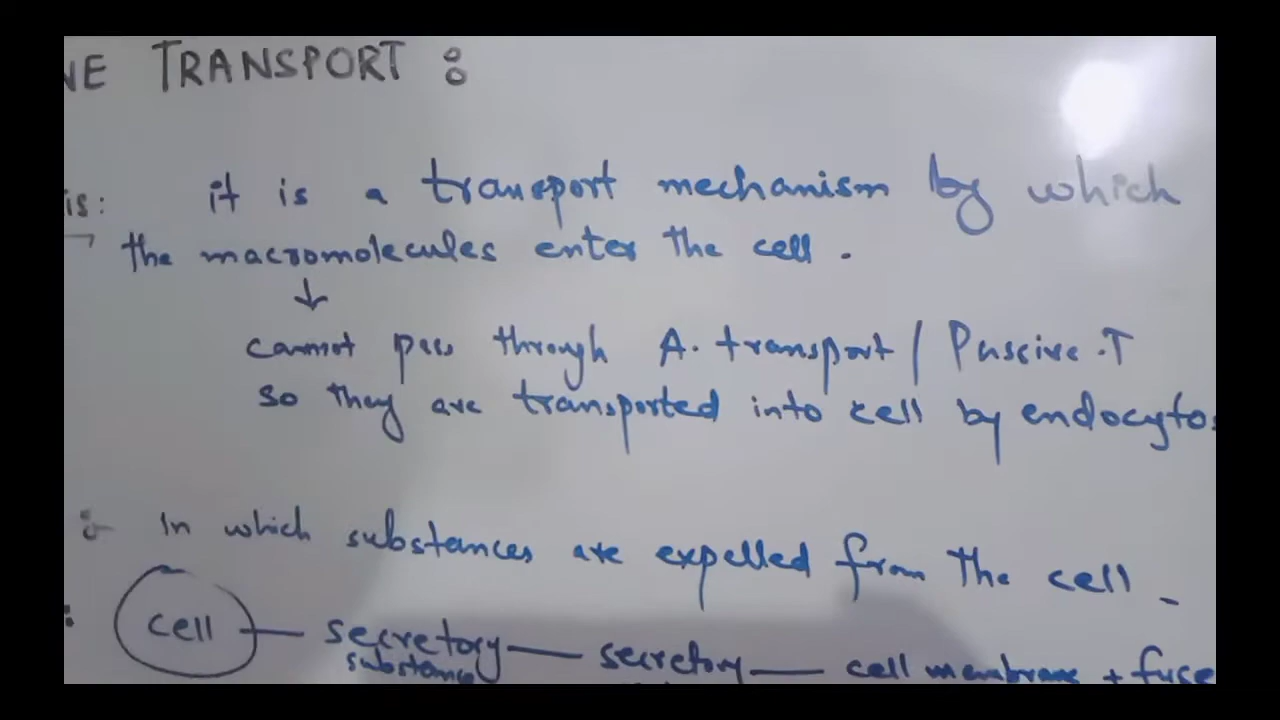 NE TRANSPORT :
is: it is a transport mechanism by which
the macromolecules enter the cell .
↓
cannot pass through A. transport / Passive .T
so they are transported into cell by endocyto
:- In which substances are expelled from the cell -
: cell — secretory — secretory — cell membrane + fuse
substance